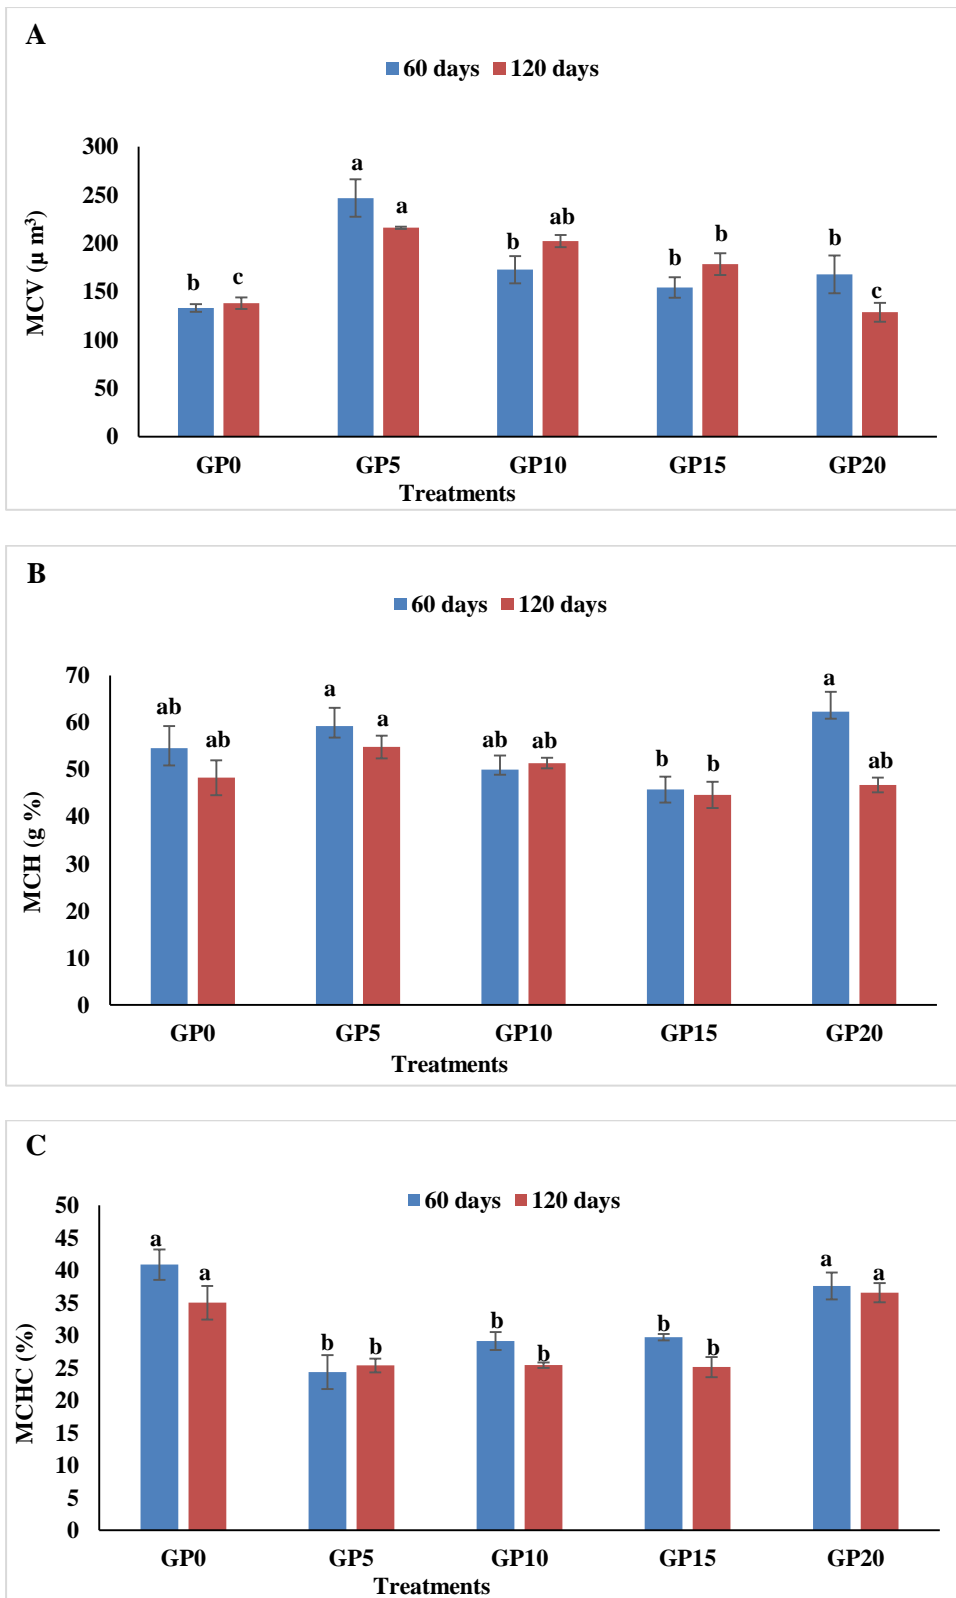 A
60 days 120 days
300
250
200
150
100
50
0
MCV (µ m³)
a
a
ab
b
b
b
b
b
c
c
GP0 GP5 GP10 GP15 GP20
Treatments
B
60 days 120 days
70
60
50
40
30
20
10
0
MCH (g %)
ab
ab
a
a
ab
ab
b
b
a
ab
GP0 GP5 GP10 GP15 GP20
Treatments
C
60 days 120 days
50
45
40
35
30
25
20
15
10
5
0
MCHC (%)
a
a
b
b
b
b
b
b
a
a
GP0 GP5 GP10 GP15 GP20
Treatments